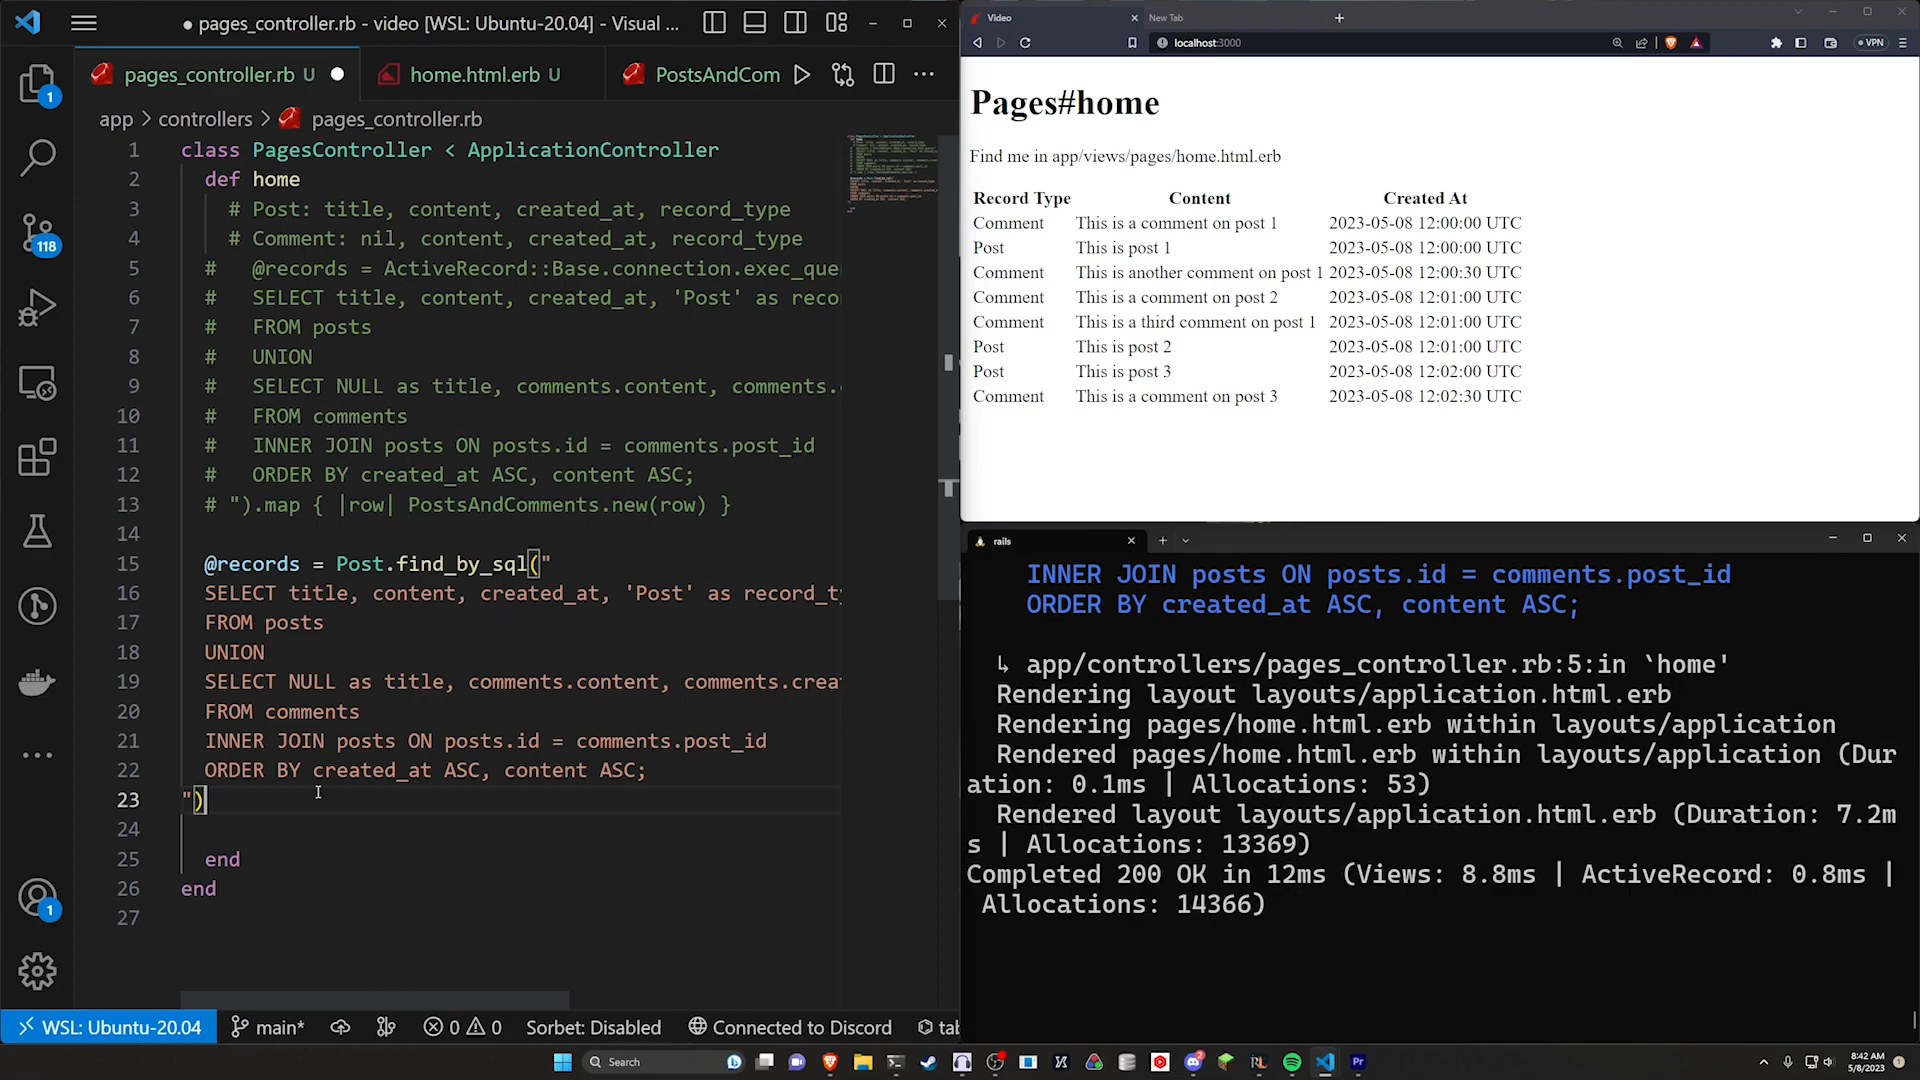 ● pages_controller.rb - video [WSL: Ubuntu-20.04] - Visual ...
pages_controller.rb U
home.html.erb U
PostsAndCom
app > controllers > pages_controller.rb
1 class PagesController < ApplicationController
2 def home
3 # Post: title, content, created_at, record_type
4 # Comment: nil, content, created_at, record_type
5 # @records = ActiveRecord::Base.connection.exec_que
6 # SELECT title, content, created_at, 'Post' as reco
7 # FROM posts
8 # UNION
9 # SELECT NULL as title, comments.content, comments.
10 # FROM comments
11 # INNER JOIN posts ON posts.id = comments.post_id
12 # ORDER BY created_at ASC, content ASC;
13 # ").map { |row| PostsAndComments.new(row) }
14
15 @records = Post.find_by_sql("
16 SELECT title, content, created_at, 'Post' as record_ty
17 FROM posts
18 UNION
19 SELECT NULL as title, comments.content, comments.crea
20 FROM comments
21 INNER JOIN posts ON posts.id = comments.post_id
22 ORDER BY created_at ASC, content ASC;
23 ")
24
25 end
26 end
27
1
118
1
WSL: Ubuntu-20.04
main*
0
0
Sorbet: Disabled
Connected to Discord
tab
Video
New Tab
localhost:3000
VPN
Pages#home
Find me in app/views/pages/home.html.erb
Record Type Content Created At
Comment This is a comment on post 1 2023-05-08 12:00:00 UTC
Post This is post 1 2023-05-08 12:00:00 UTC
Comment This is another comment on post 1 2023-05-08 12:00:30 UTC
Comment This is a comment on post 2 2023-05-08 12:01:00 UTC
Comment This is a third comment on post 1 2023-05-08 12:01:00 UTC
Post This is post 2 2023-05-08 12:01:00 UTC
Post This is post 3 2023-05-08 12:02:00 UTC
Comment This is a comment on post 3 2023-05-08 12:02:30 UTC
rails
INNER JOIN posts ON posts.id = comments.post_id
ORDER BY created_at ASC, content ASC;
↳ app/controllers/pages_controller.rb:5:in `home'
Rendering layout layouts/application.html.erb
Rendering pages/home.html.erb within layouts/application
Rendered pages/home.html.erb within layouts/application (Dur
ation: 0.1ms | Allocations: 53)
Rendered layout layouts/application.html.erb (Duration: 7.2m
s | Allocations: 13369)
Completed 200 OK in 12ms (Views: 8.8ms | ActiveRecord: 0.8ms |
Allocations: 14366)
Search
8:42 AM
5/8/2023